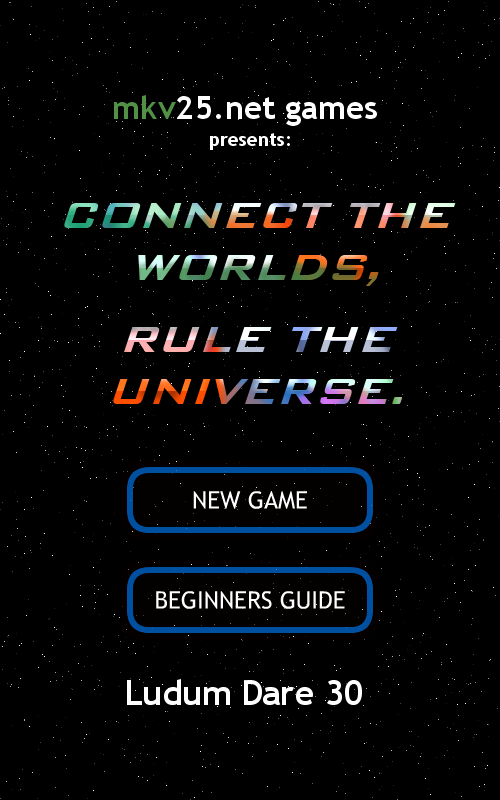 mkv25.net games
presents:
CONNECT THE
WORLDS,
RULE THE
UNIVERSE.
NEW GAME
BEGINNERS GUIDE
Ludum Dare 30